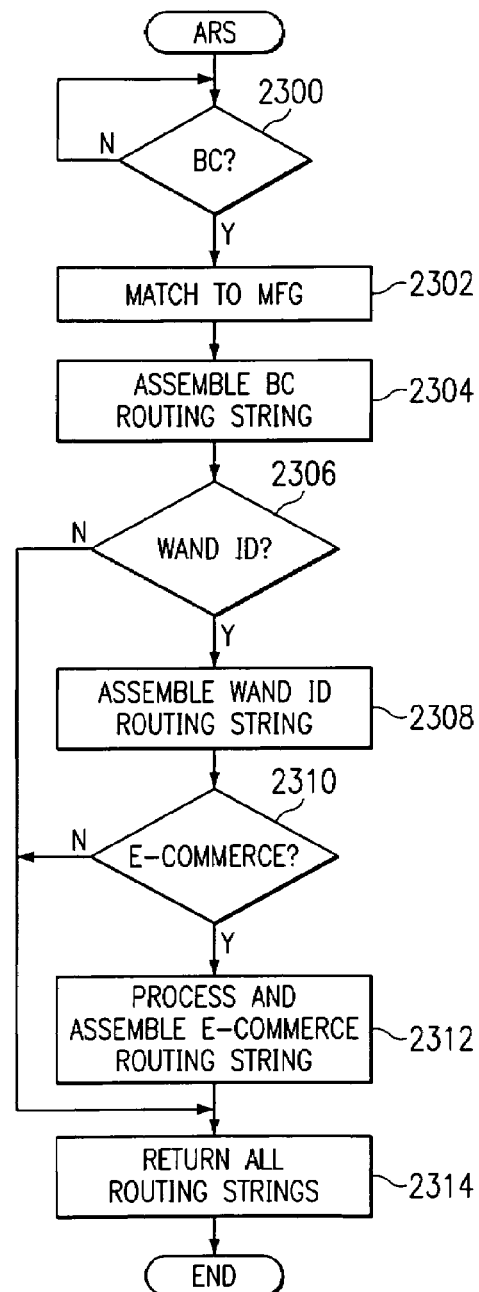 ARS
2300
N
BC?
Y
MATCH TO MFG
2302
ASSEMBLE BC
ROUTING STRING
2304
2306
N
WAND ID?
Y
ASSEMBLE WAND ID
ROUTING STRING
2308
2310
N
E-COMMERCE?
Y
PROCESS AND
ASSEMBLE E-COMMERCE
ROUTING STRING
2312
RETURN ALL
ROUTING STRINGS
2314
END